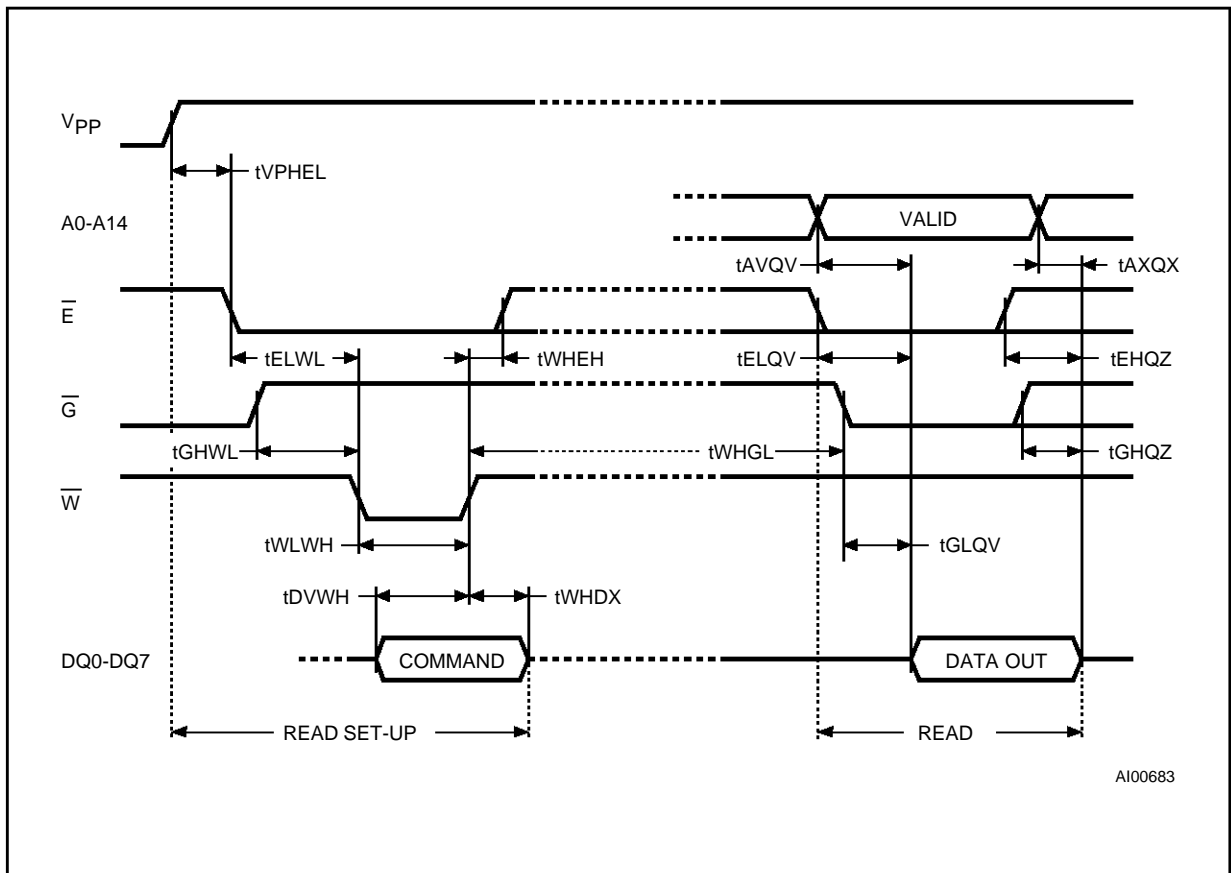 VPP
tVPHEL
A0-A14
VALID
tAVQV
tAXQX
E
tELWL
tWHEH
tELQV
tEHQZ
G
tGHWL
tWHGL
tGHQZ
W
tWLWH
tGLQV
tDVWH
tWHDX
DQ0-DQ7
COMMAND
DATA OUT
READ SET-UP
READ
AI00683